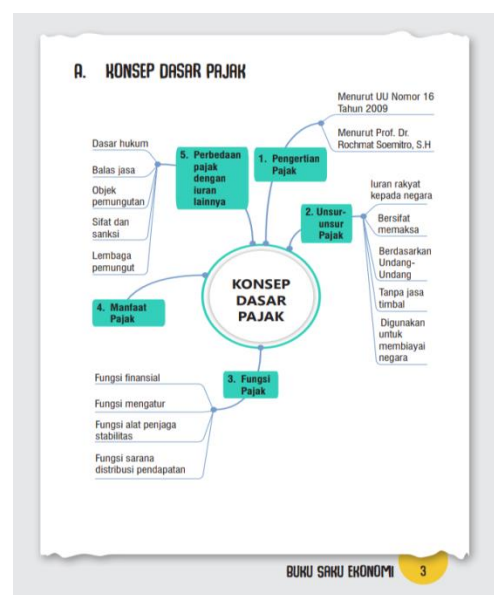 A. KONSEP DASAR PAJAK
Menurut UU Nomor 16
Tahun 2009
Menurut Prof. Dr.
Rochmat Soemitro, S.H
1. Pengertian
Pajak
2. Unsur-
unsur
Pajak
Iuran rakyat
kepada negara
Bersifat
memaksa
Berdasarkan
Undang-
Undang
Tanpa jasa
timbal
Digunakan
untuk
membiayai
negara
KONSEP
DASAR
PAJAK
3. Fungsi
Pajak
Fungsi finansial
Fungsi mengatur
Fungsi alat penjaga
stabilitas
Fungsi sarana
distribusi pendapatan
4. Manfaat
Pajak
5. Perbedaan
pajak
dengan
iuran
lainnya
Dasar hukum
Balas jasa
Objek
pemungutan
Sifat dan
sanksi
Lembaga
pemungut
BUKU SAKU EKONOMI 3